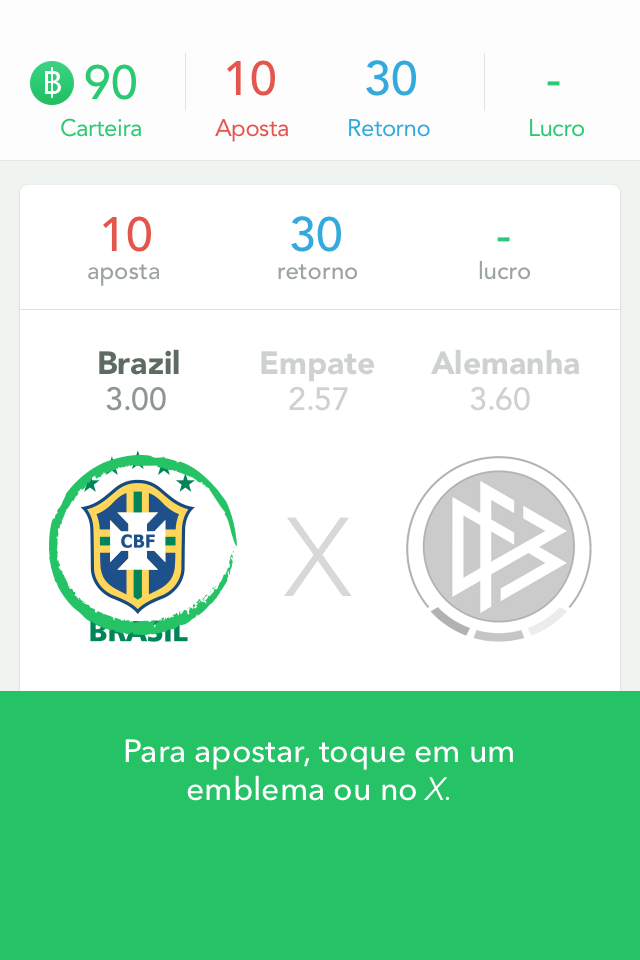 ฿ 90 10 30 -
Carteira Aposta Retorno Lucro
10 30 -
aposta retorno lucro
Brazil Empate Alemanha
3.00 2.57 3.60
CBF
X
BRASIL
Para apostar, toque em um
emblema ou no X.